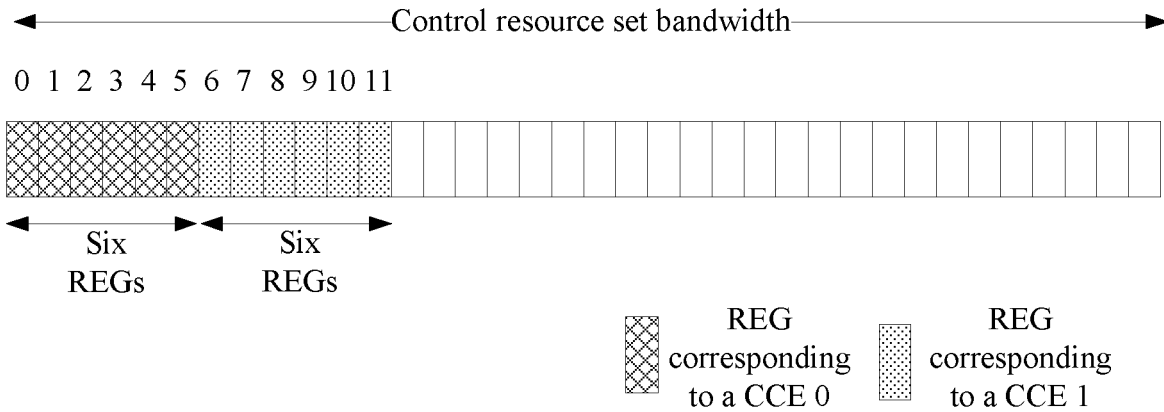 Control resource set bandwidth
0 1 2 3 4 5 6 7 8 9 10 11
Six
REGs
Six
REGs
REG
corresponding
to a CCE 0
REG
corresponding
to a CCE 1